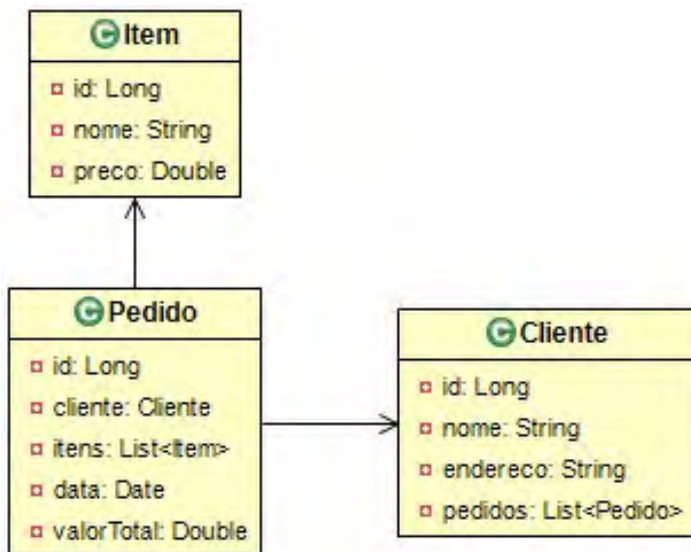 Item
id: Long
nome: String
preco: Double
Pedido
id: Long
cliente: Cliente
itens: List<Item>
data: Date
valorTotal: Double
Cliente
id: Long
nome: String
endereco: String
pedidos: List<Pedido>